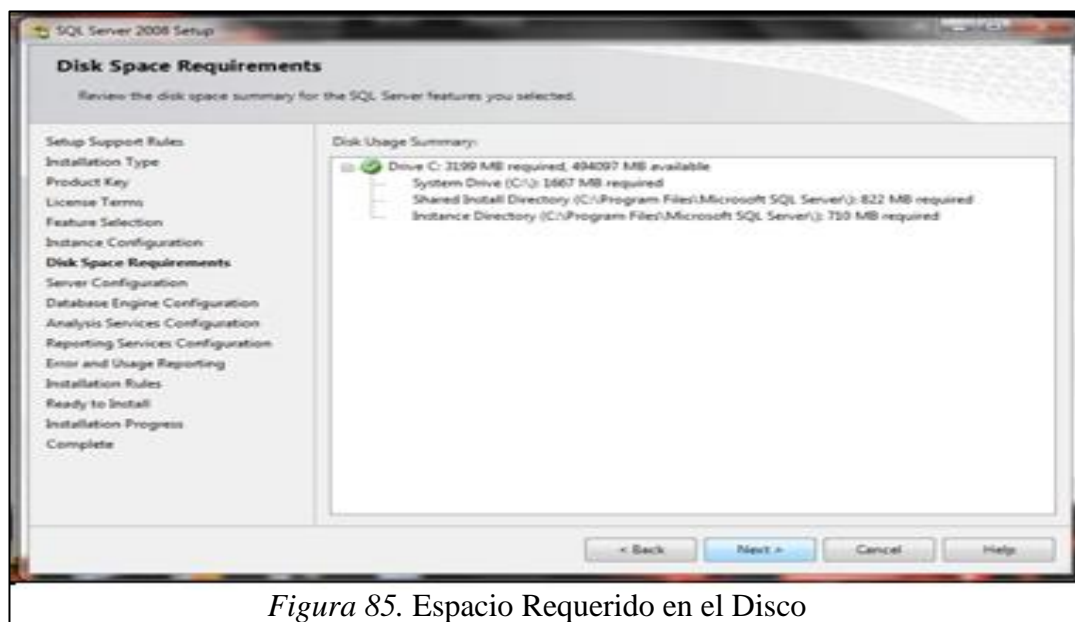 SQL Server 2008 Setup
Disk Space Requirements
Review the disk space summary for the SQL Server features you selected.
Setup Support Rules
Installation Type
Product Key
License Terms
Feature Selection
Instance Configuration
Disk Space Requirements
Server Configuration
Database Engine Configuration
Analysis Services Configuration
Reporting Services Configuration
Error and Usage Reporting
Installation Rules
Ready to Install
Installation Progress
Complete
Disk Usage Summary:
Drive C: 3199 MB required, 494097 MB available
System Drive (C:\): 1667 MB required
Shared Install Directory (C:\Program Files\Microsoft SQL Server\): 822 MB required
Instance Directory (C:\Program Files\Microsoft SQL Server\): 710 MB required
< Back Next > Cancel Help
Figura 85. Espacio Requerido en el Disco